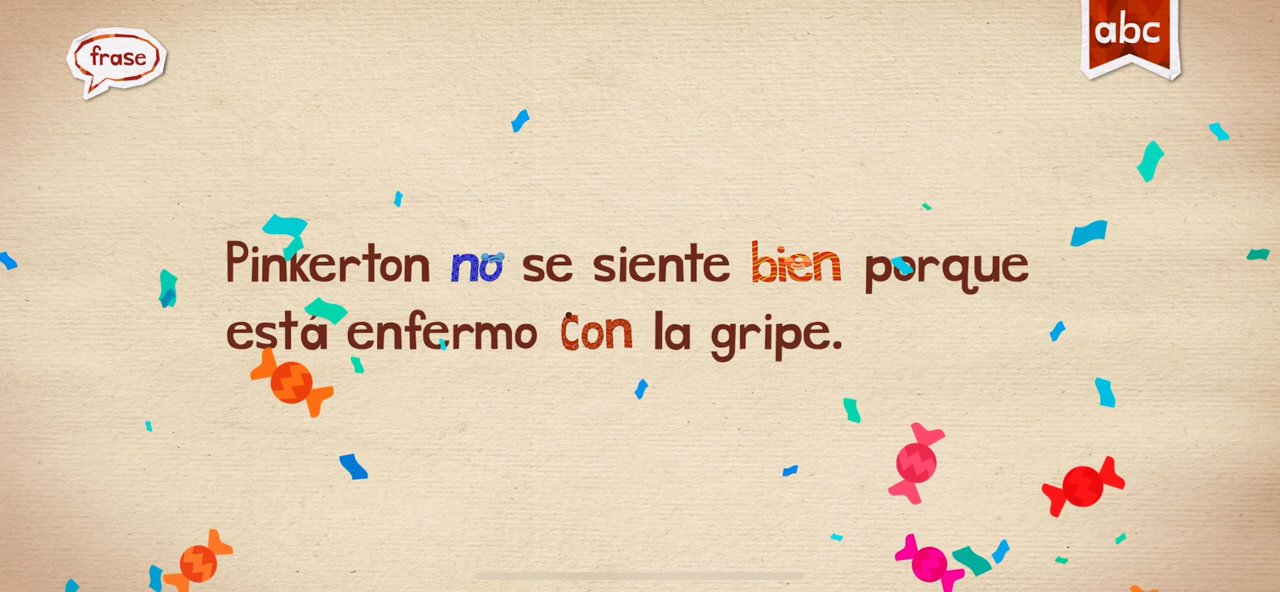 frase
abc
Pinkerton no se siente bien porque
está enfermo con la gripe.